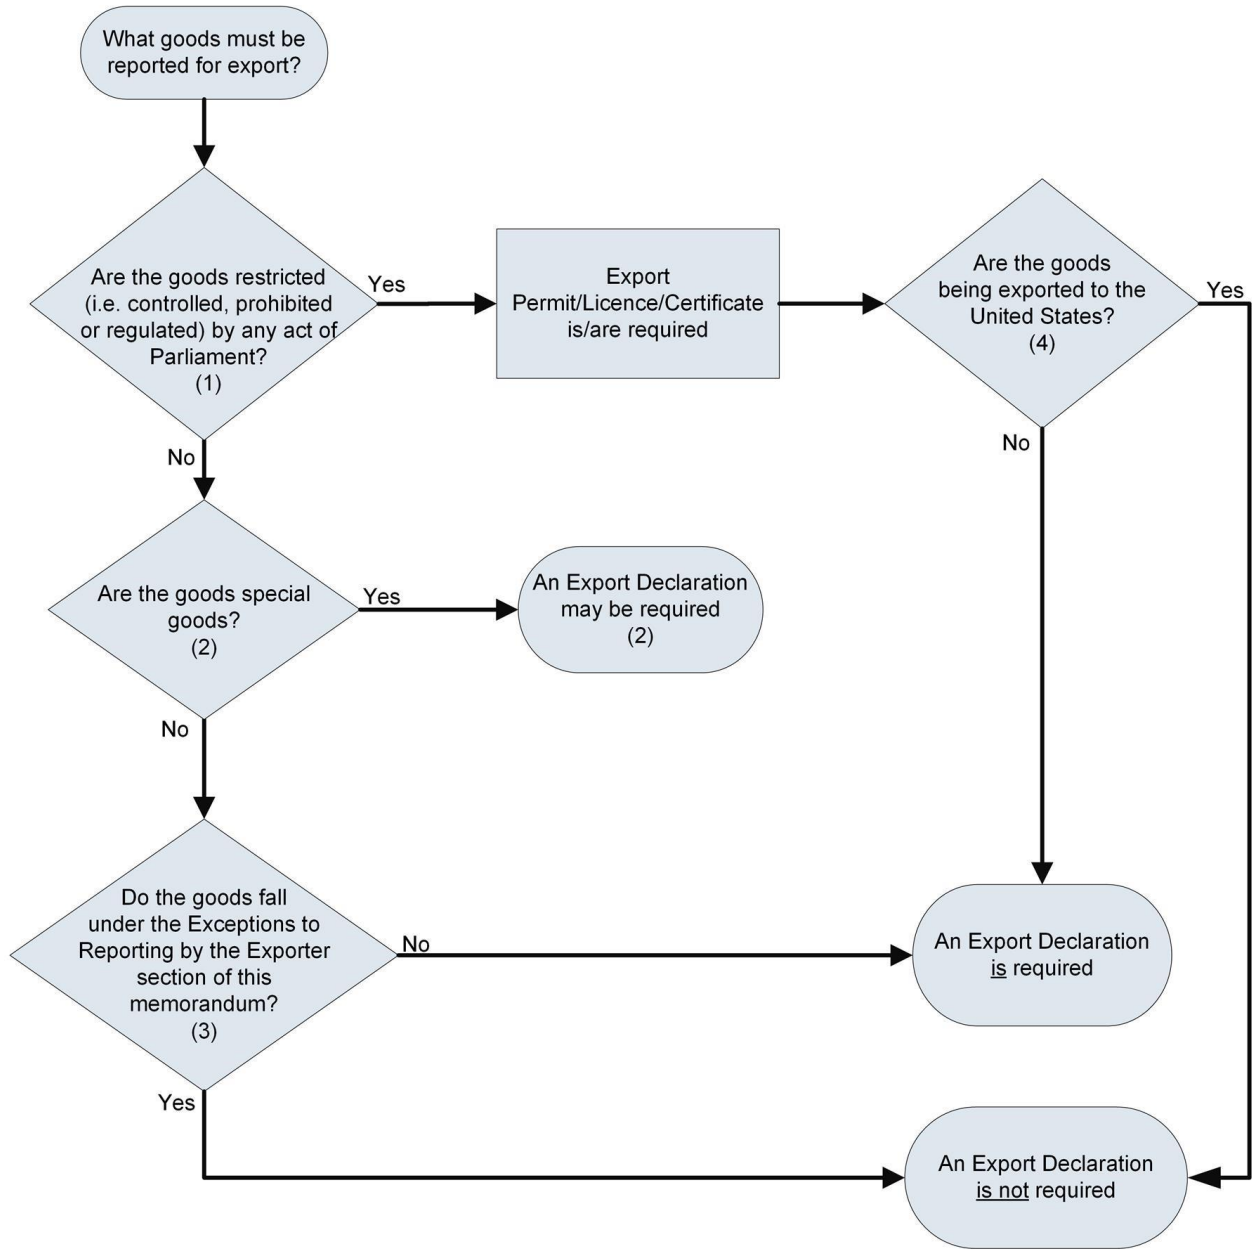 What goods must be
reported for export?
Are the goods restricted
(i.e. controlled, prohibited
or regulated) by any act of
Parliament?
(1)
Yes
Export
Permit/Licence/Certificate
is/are required
Are the goods
being exported to the
United States?
(4)
Yes
No
No
Are the goods special
goods?
(2)
Yes
An Export Declaration
may be required
(2)
No
Do the goods fall
under the Exceptions to
Reporting by the Exporter
section of this
memorandum?
(3)
No
An Export Declaration
is required
Yes
An Export Declaration
is not required